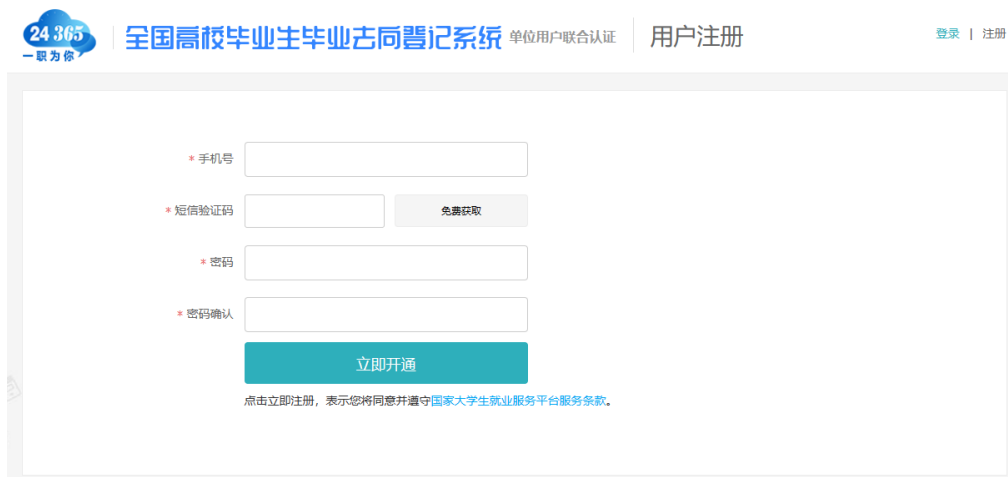 24 365
一职为你
全国高校毕业生毕业去向登记系统 单位用户联合认证 用户注册 登录 | 注册
* 手机号
* 短信验证码 免费获取
* 密码
* 密码确认
立即开通
点击立即注册，表示您将同意并遵守国家大学生就业服务平台服务条款。